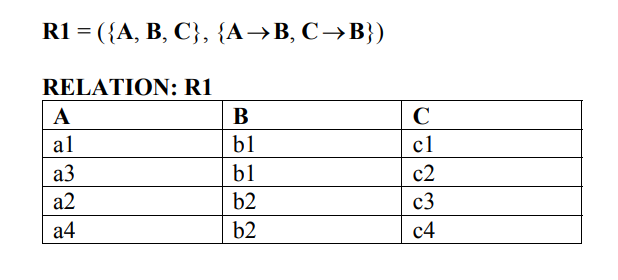 R1 = ({A, B, C}, {A→B, C→B})
RELATION: R1
A B C
a1 b1 c1
a3 b1 c2
a2 b2 c3
a4 b2 c4